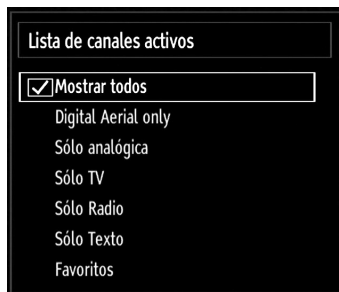 Lista de canales activos
Mostrar todos
Digital Aerial only
Sólo analógica
Sólo TV
Sólo Radio
Sólo Texto
Favoritos